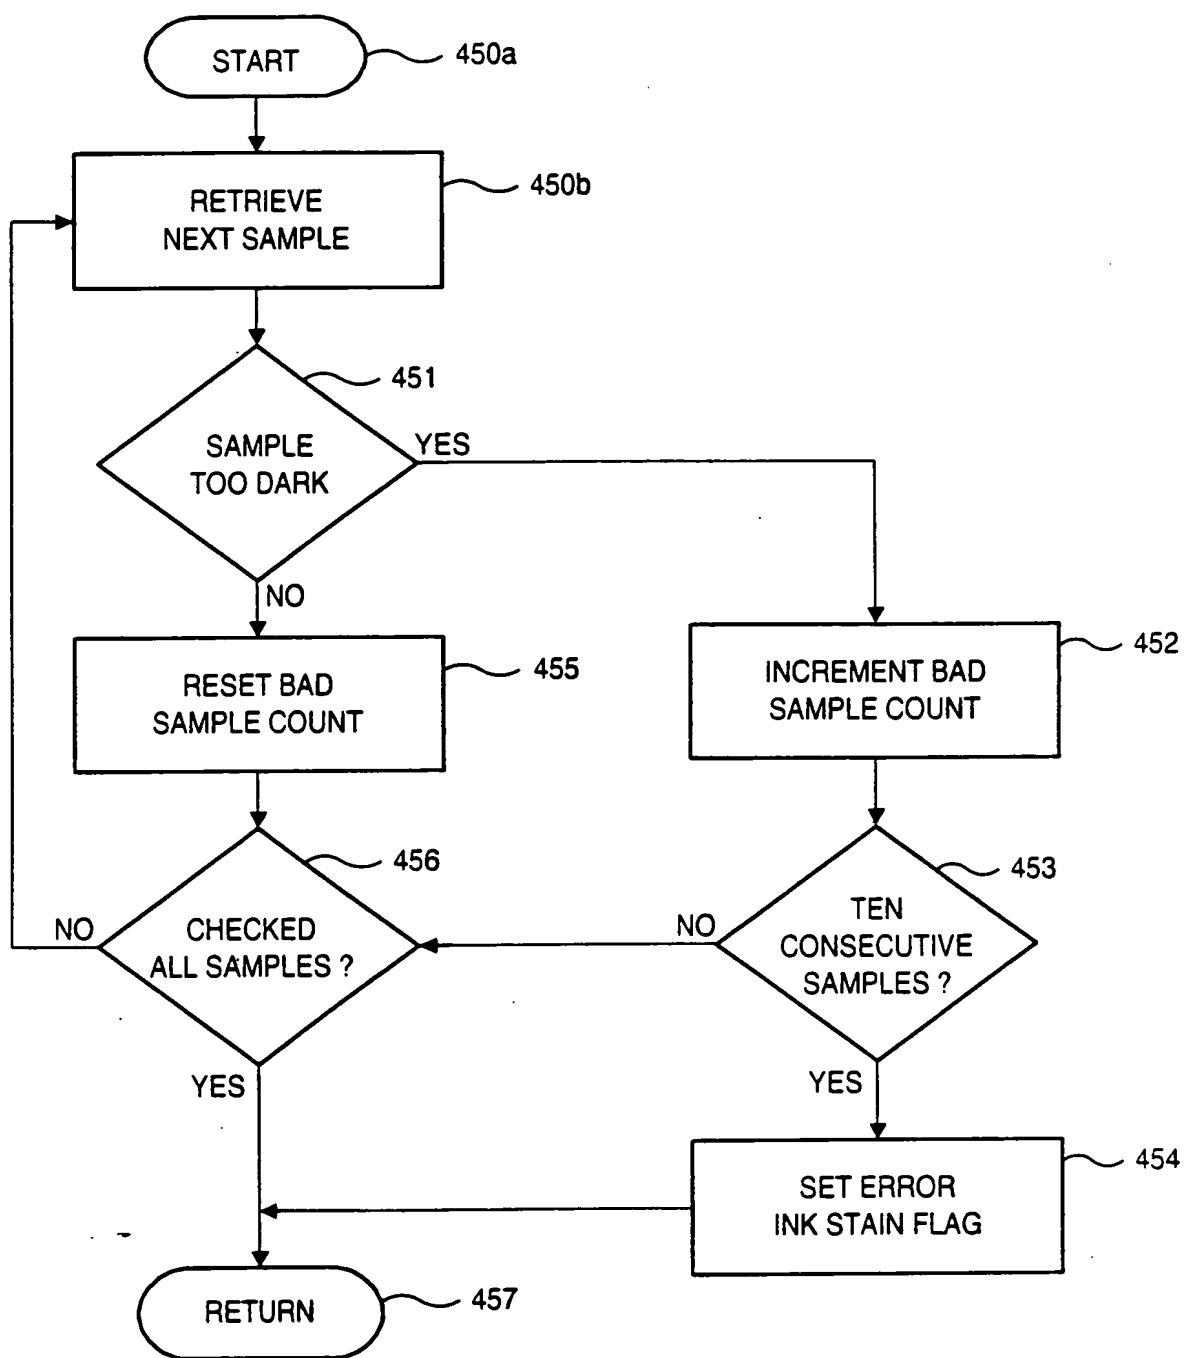 START
450a
RETRIEVE
NEXT SAMPLE
450b
451
SAMPLE
TOO DARK
YES
NO
RESET BAD
SAMPLE COUNT
455
INCREMENT BAD
SAMPLE COUNT
452
456
CHECKED
ALL SAMPLES ?
NO
YES
453
TEN
CONSECUTIVE
SAMPLES ?
NO
YES
SET ERROR
INK STAIN FLAG
454
RETURN
457